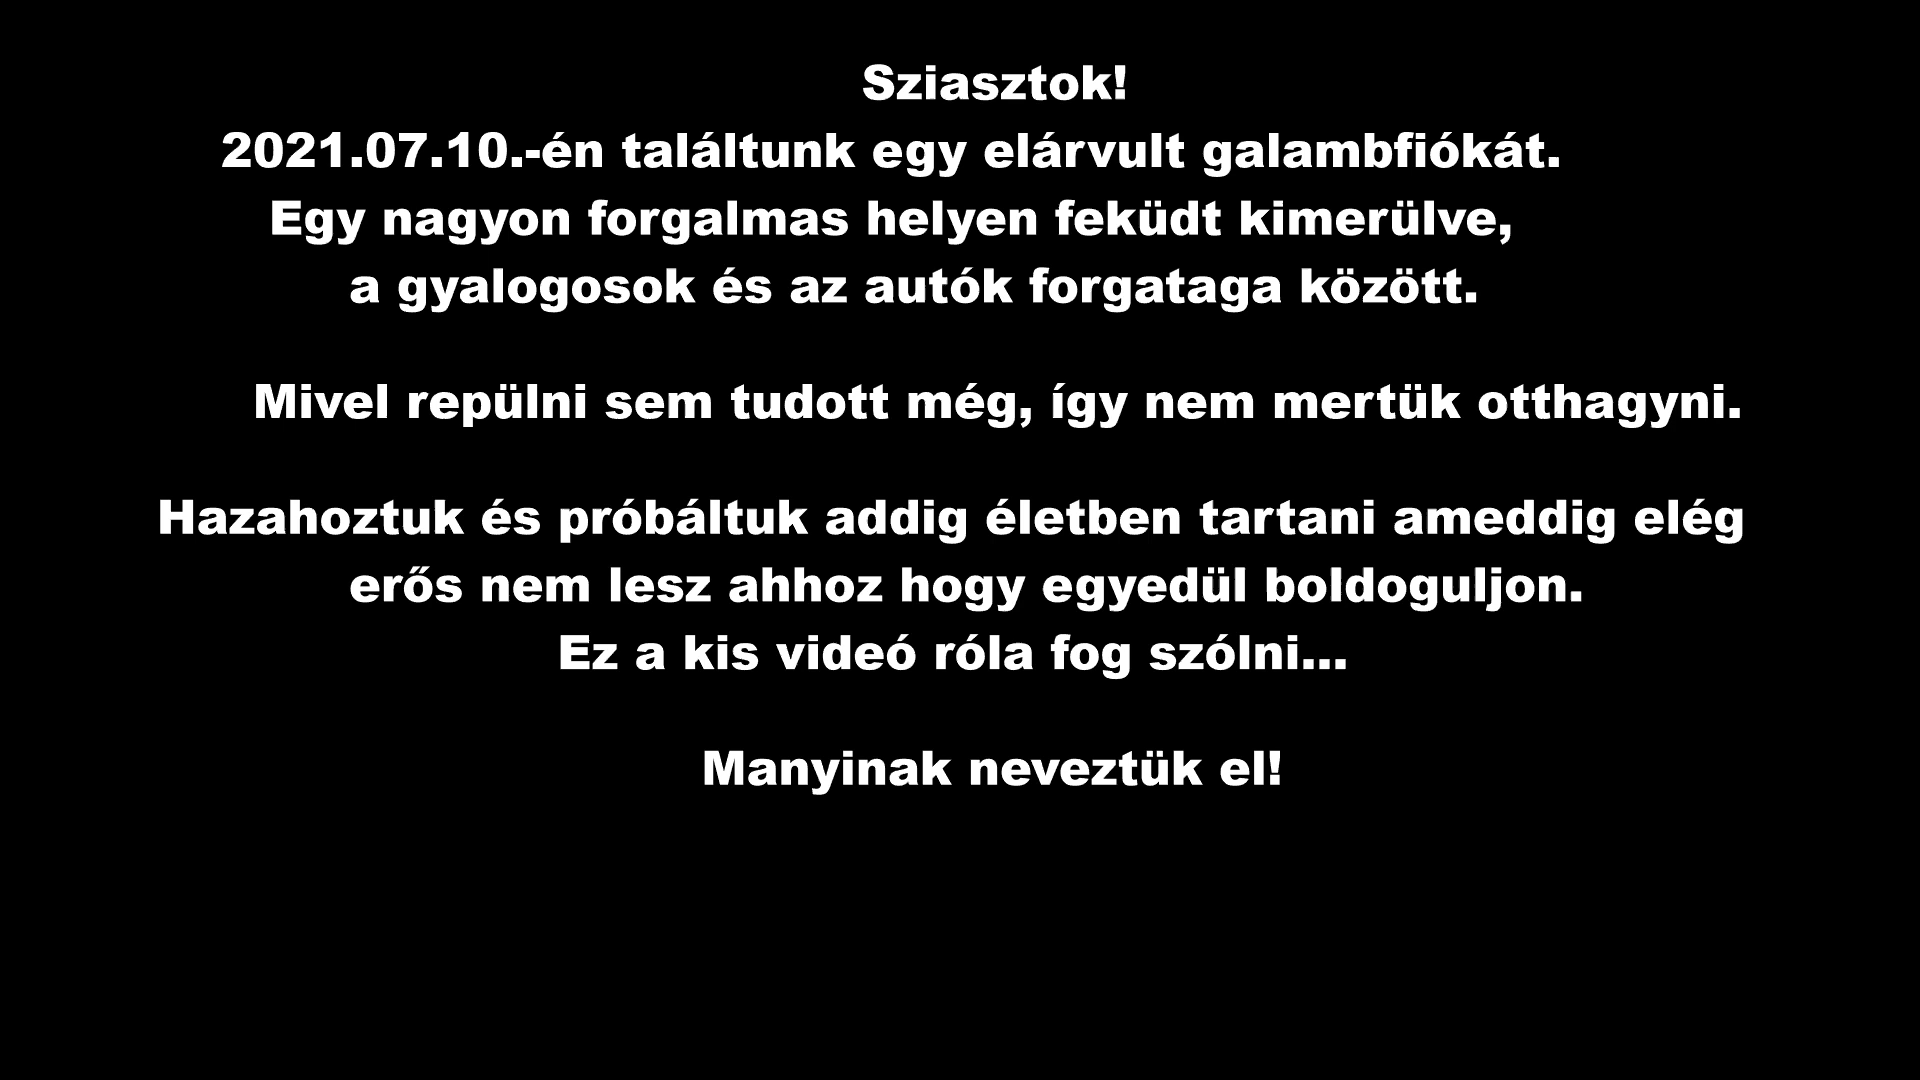 Sziasztok!
2021.07.10.-én találtunk egy elárvult galambfiókát.
Egy nagyon forgalmas helyen feküdt kimerülve,
a gyalogosok és az autók forgataga között.
Mivel repülni sem tudott még, így nem mertük otthagyni.
Hazahoztuk és próbáltuk addig életben tartani ameddig elég
erős nem lesz ahhoz hogy egyedül boldoguljon.
Ez a kis videó róla fog szólni...
Manyinak neveztük el!